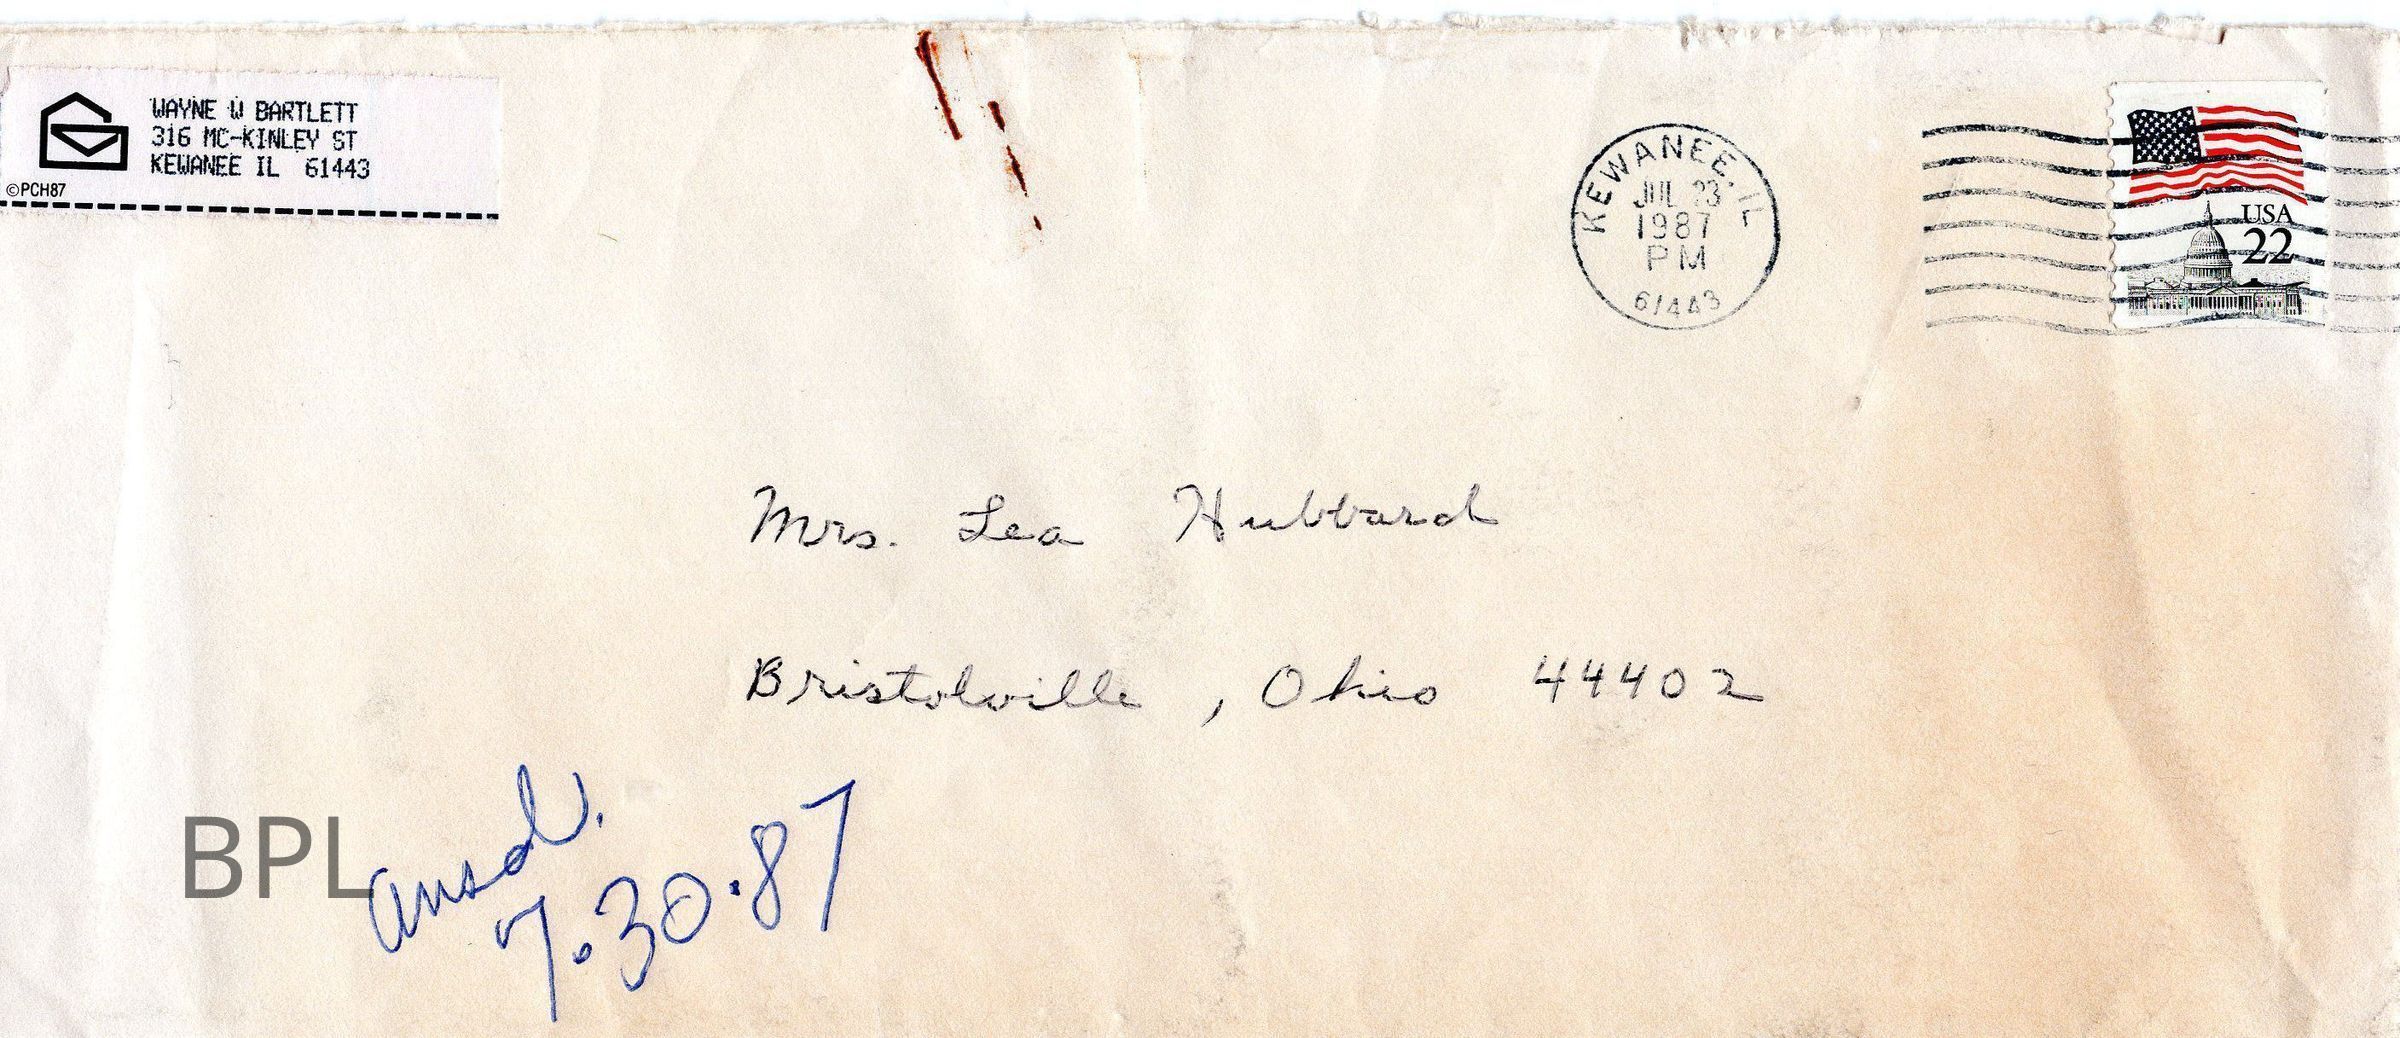 WAYNE W BARTLETT
316 MC-KINLEY ST
KEWANEE IL 61443
©PCH87
KEWANEE, IL
JUL 23
1987
PM
61443
USA
22
Mrs. Lea Hubbard
Bristolville, Ohio 44402
ansd.
7.30.87
BPL